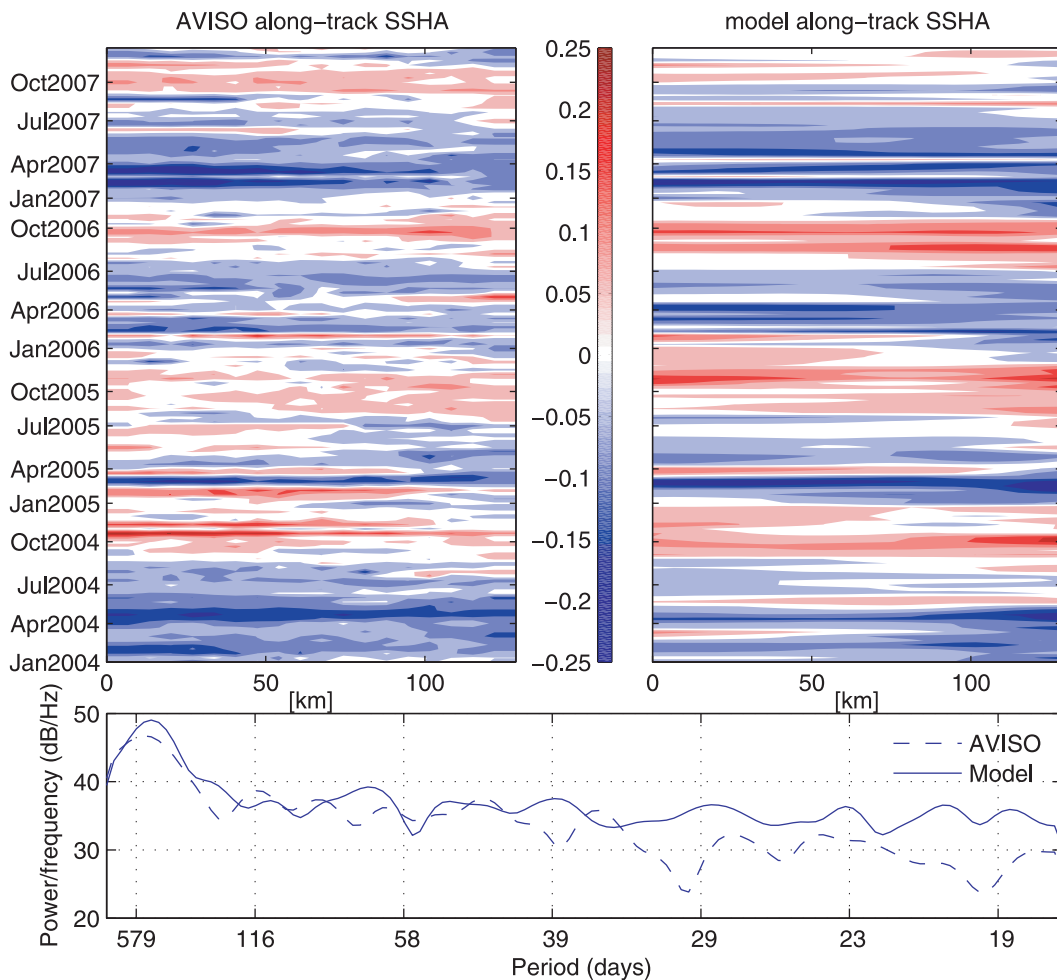 AVISO along−track SSHA
model along−track SSHA
Oct2007
Jul2007
Apr2007
Jan2007
Oct2006
Jul2006
Apr2006
Jan2006
Oct2005
Jul2005
Apr2005
Jan2005
Oct2004
Jul2004
Apr2004
Jan2004
0.25
0.2
0.15
0.1
0.05
0
−0.05
−0.1
−0.15
−0.2
−0.25
0 50 100
[km]
0 50 100
[km]
Power/frequency (dB/Hz)
50
40
30
20
AVISO
Model
579 116 58 39 29 23 19
Period (days)